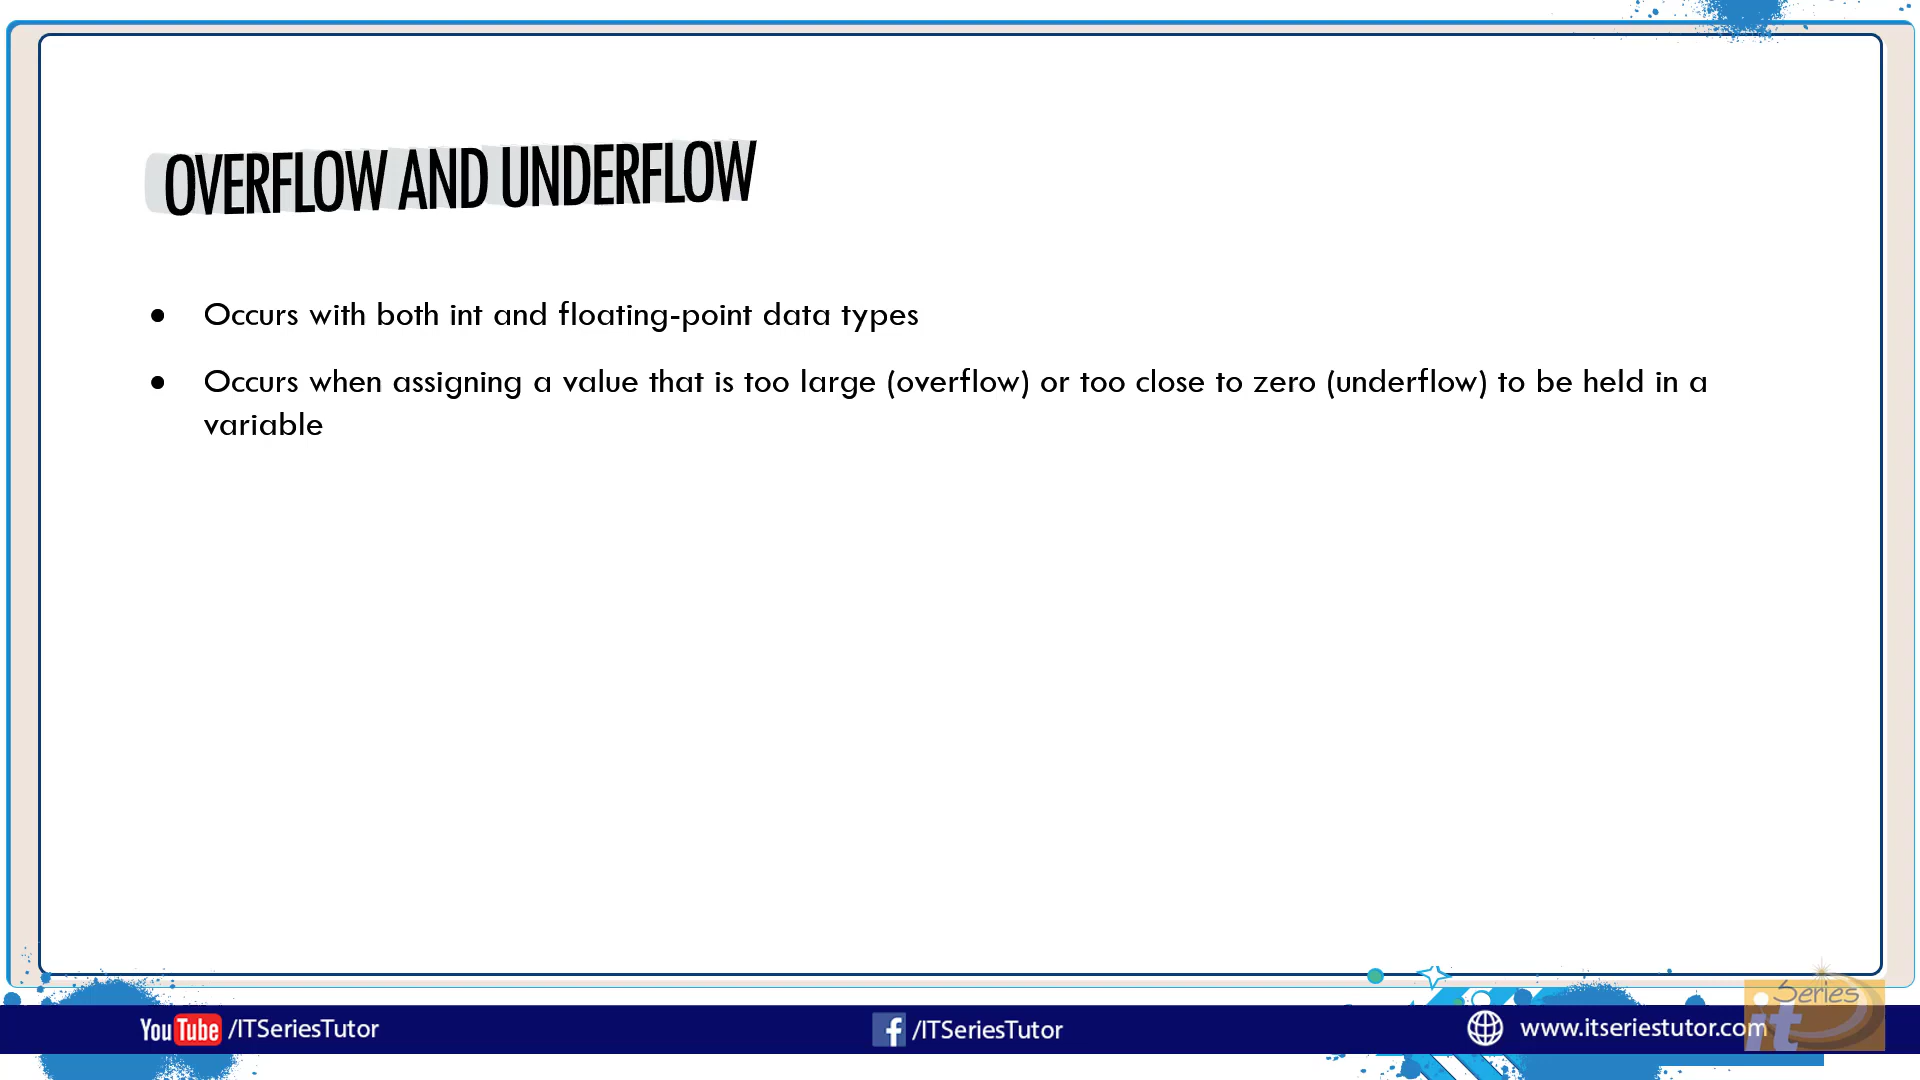 OVERFLOW AND UNDERFLOW
● Occurs with both int and floating-point data types
● Occurs when assigning a value that is too large (overflow) or too close to zero (underflow) to be held in a
variable
YouTube /ITSeriesTutor
f /ITSeriesTutor
www.itseriestutor.com
it Series